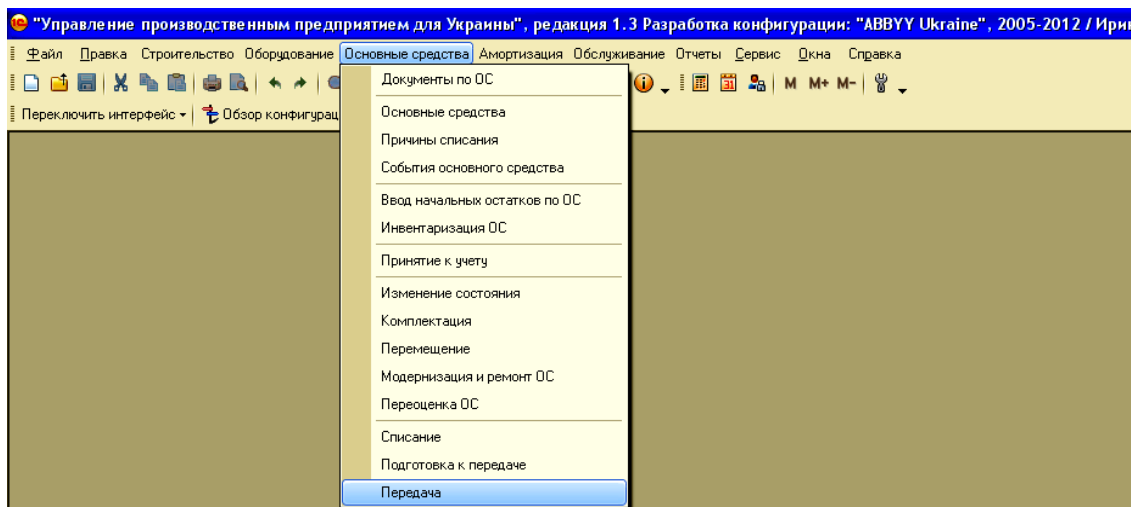 "Управление производственным предприятием для Украины", редакция 1.3 Разработка конфигурации: "ABBYY Ukraine", 2005-2012 / Ири
Файл Правка Строительство Оборудование Основные средства Амортизация Обслуживание Отчеты Сервис Окна Справка
M M+ M-
Переключить интерфейс Обзор конфигурац
Документы по ОС
Основные средства
Причины списания
События основного средства
Ввод начальных остатков по ОС
Инвентаризация ОС
Принятие к учету
Изменение состояния
Комплектация
Перемещение
Модернизация и ремонт ОС
Переоценка ОС
Списание
Подготовка к передаче
Передача